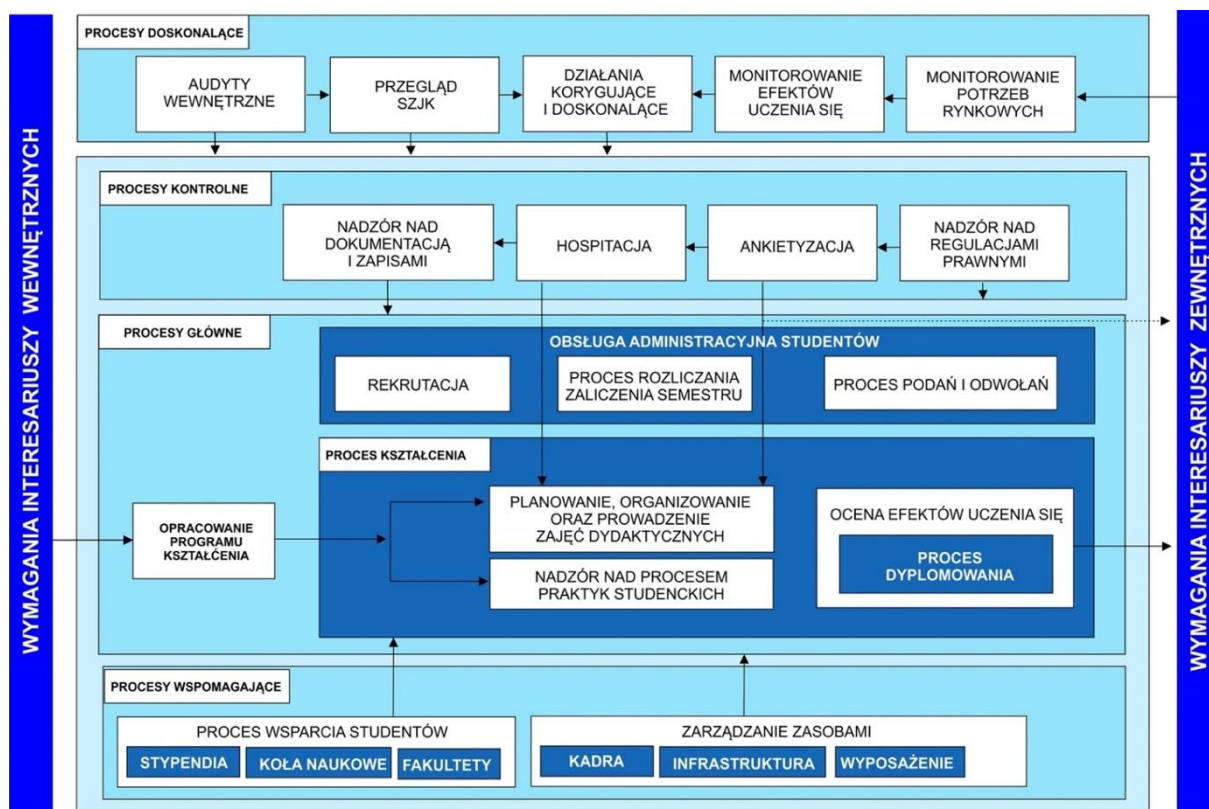 WYMAGANIA INTERESARIUSZY WEWNĘTRZNYCH
PROCESY DOSKONALĄCE
AUDYTY
WEWNĘTRZNE
PRZEGLĄD
SZJK
DZIAŁANIA
KORYGUJĄCE
I DOSKONALĄCE
MONITOROWANIE
EFEKTÓW
UCZENIA SIĘ
MONITOROWANIE
POTRZEB
RYNKOWYCH
PROCESY KONTROLNE
NADZÓR NAD
DOKUMENTACJĄ
I ZAPISAMI
HOSPITACJA
ANKIETYZACJA
NADZÓR NAD
REGULACJAMI
PRAWNYMI
PROCESY GŁÓWNE
OBSŁUGA ADMINISTRACYJNA STUDENTÓW
REKRUTACJA
PROCES ROZLICZANIA
ZALICZENIA SEMESTRU
PROCES PODAŃ I ODWOŁAŃ
PROCES KSZTAŁCENIA
OPRACOWANIE
PROGRAMU
KSZTAŁĆENIA
PLANOWANIE, ORGANIZOWANIE
ORAZ PROWADZENIE
ZAJĘĆ DYDAKTYCZNYCH
NADZÓR NAD PROCESEM
PRAKTYK STUDENCKICH
OCENA EFEKTÓW UCZENIA SIĘ
PROCES
DYPLOMOWANIA
PROCESY WSPOMAGAJĄCE
PROCES WSPARCIA STUDENTÓW
STYPENDIA
KOŁA NAUKOWE
FAKULTETY
ZARZĄDZANIE ZASOBAMI
KADRA
INFRASTRUKTURA
WYPOSAŻENIE
WYMAGANIA INTERESARIUSZY ZEWNĘTRZNYCH